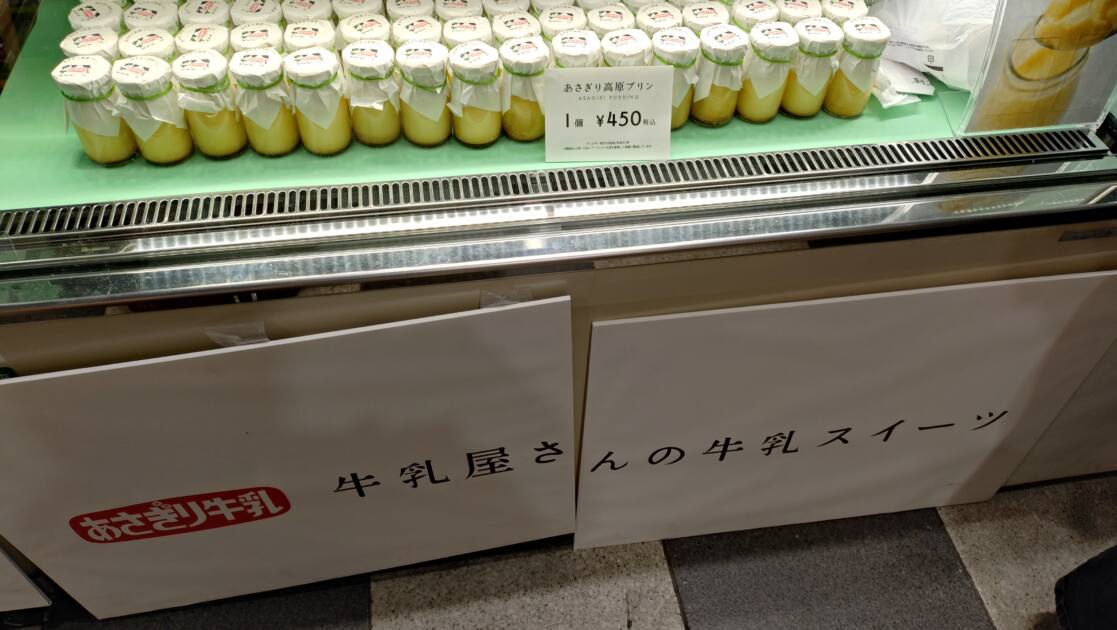 あさぎり高原プリン
ASAGIRI PUDDING
1個 ¥450税込
あさぎり牛乳
牛乳屋さんの牛乳スイーツ